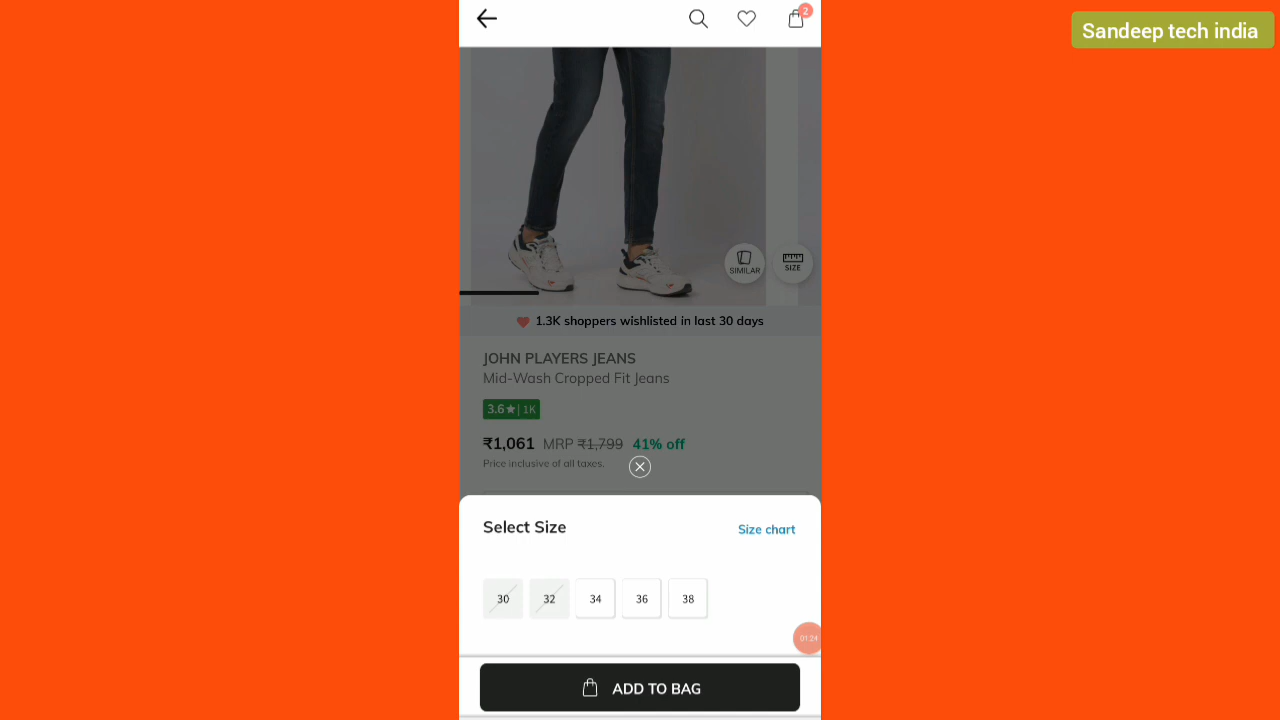 Sandeep tech india
2
SIMILAR
SIZE
1.3K shoppers wishlisted in last 30 days
JOHN PLAYERS JEANS
Mid-Wash Cropped Fit Jeans
3.6★| 1K
₹1,061 MRP ₹1,799 41% off
Price inclusive of all taxes.
Select Size
Size chart
30 32 34 36 38
01:24
ADD TO BAG